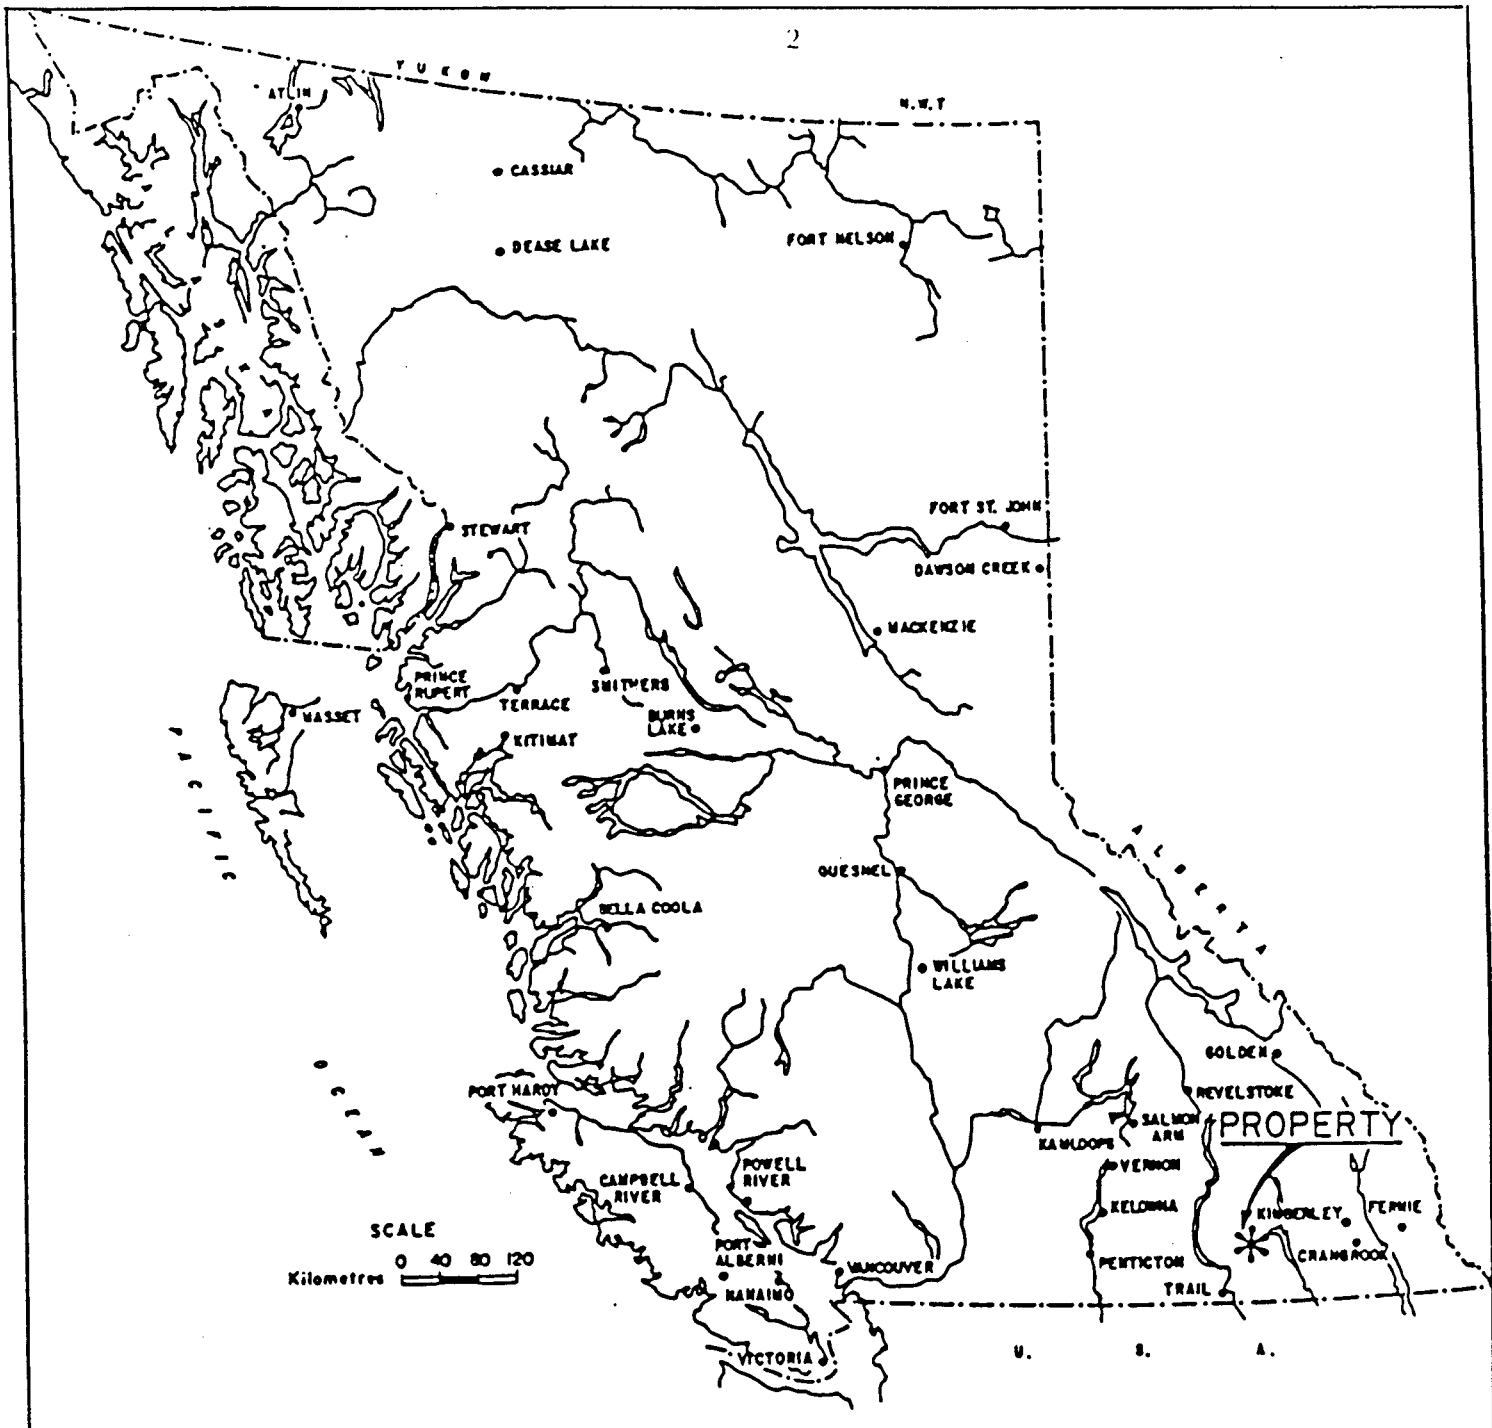 2
YUKON
N.W.T
ATLIN
CASSIAR
DEASE LAKE
FORT NELSON
STEWART
FORT ST. JOHN
DAWSON CREEK
MACKENZIE
PRINCE
RUPERT
TERRACE
SMITHERS
MASSET
BURNS
LAKE
KITIMAT
PACIFIC
PRINCE
GEORGE
ALBERTA
QUESNEL
BELLA COOLA
WILLIAMS
LAKE
OCEAN
GOLDEN
PORT HARDY
REVELSTOKE
PROPERTY
SALMON
ARM
KAMLOOPS
VERNON
POWELL
RIVER
CAMPBELL
RIVER
KELOWNA
KIMBERLEY
FERNIE
SCALE
0 40 80 120
Kilometres
PORT
ALBERNI
CRANBROOK
PENTICTON
VANCOUVER
NANAIMO
TRAIL
VICTORIA
U. S. A.